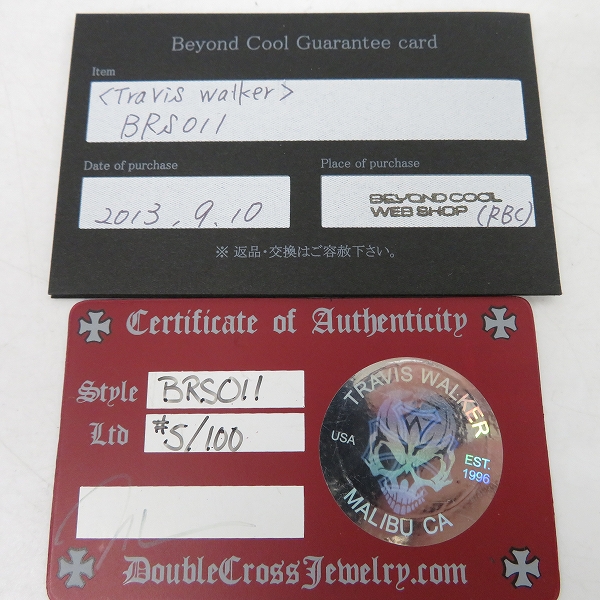 Beyond Cool Guarantee card
Item
<Travis walker>
BRS011
Date of purchase
Place of purchase
2013, 9, 10
BEYOND COOL
WEB SHOP (RBC)
※ 返品・交換はご容赦下さい。
Certificate of Authenticity
Style BRS011
Ltd #5/100
TRAVIS WALKER
USA
EST.
1996
MALIBU CA
DoubleCrossJewelry.com